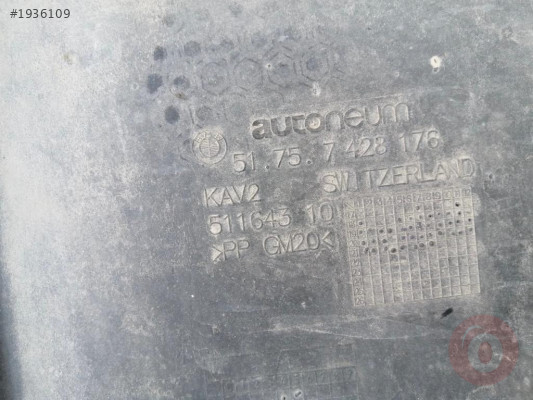 #1936109
autoneum
51.75. 7 428 176
KAV2 SWITZERLAND
511643 10
>PP GM20<